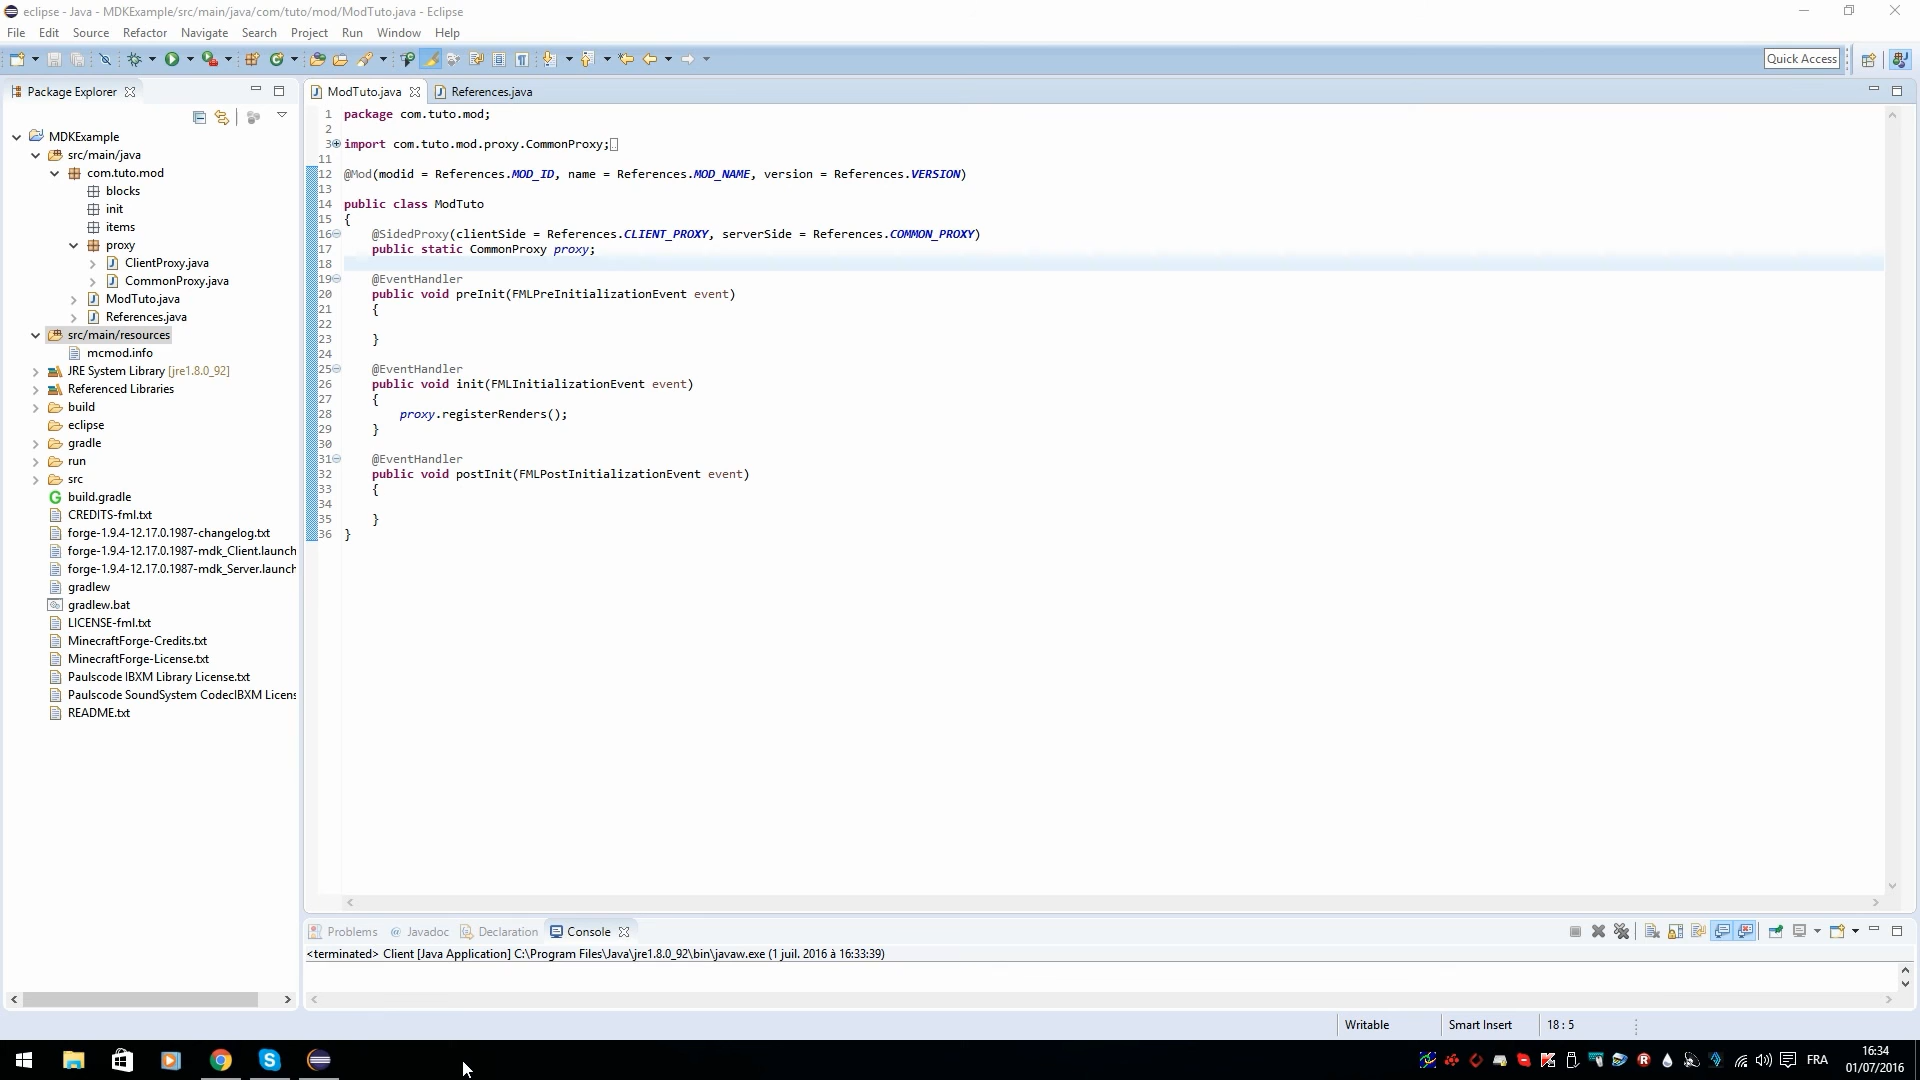 eclipse - Java - MDKExample/src/main/java/com/tuto/mod/ModTuto.java - Eclipse
File Edit Source Refactor Navigate Search Project Run Window Help
Quick Access
Package Explorer
MDKExample
src/main/java
com.tuto.mod
blocks
init
items
proxy
ClientProxy.java
CommonProxy.java
ModTuto.java
References.java
src/main/resources
mcmod.info
JRE System Library [jre1.8.0_92]
Referenced Libraries
build
eclipse
gradle
run
src
build.gradle
CREDITS-fml.txt
forge-1.9.4-12.17.0.1987-changelog.txt
forge-1.9.4-12.17.0.1987-mdk_Client.launch
forge-1.9.4-12.17.0.1987-mdk_Server.launch
gradlew
gradlew.bat
LICENSE-fml.txt
MinecraftForge-Credits.txt
MinecraftForge-License.txt
Paulscode IBXM Library License.txt
Paulscode SoundSystem CodecIBXM Licens
README.txt
ModTuto.java References.java
1 package com.tuto.mod;
2
3 import com.tuto.mod.proxy.CommonProxy;
11
12 @Mod(modid = References.MOD_ID, name = References.MOD_NAME, version = References.VERSION)
13
14 public class ModTuto
15 {
16 @SidedProxy(clientSide = References.CLIENT_PROXY, serverSide = References.COMMON_PROXY)
17 public static CommonProxy proxy;
18
19 @EventHandler
20 public void preInit(FMLPreInitializationEvent event)
21 {
22
23 }
24
25 @EventHandler
26 public void init(FMLInitializationEvent event)
27 {
28 proxy.registerRenders();
29 }
30
31 @EventHandler
32 public void postInit(FMLPostInitializationEvent event)
33 {
34
35 }
36 }
Problems Javadoc Declaration Console
<terminated> Client [Java Application] C:\Program Files\Java\jre1.8.0_92\bin\javaw.exe (1 juil. 2016 à 16:33:39)
Writable Smart Insert 18 : 5
FRA
16:34
01/07/2016